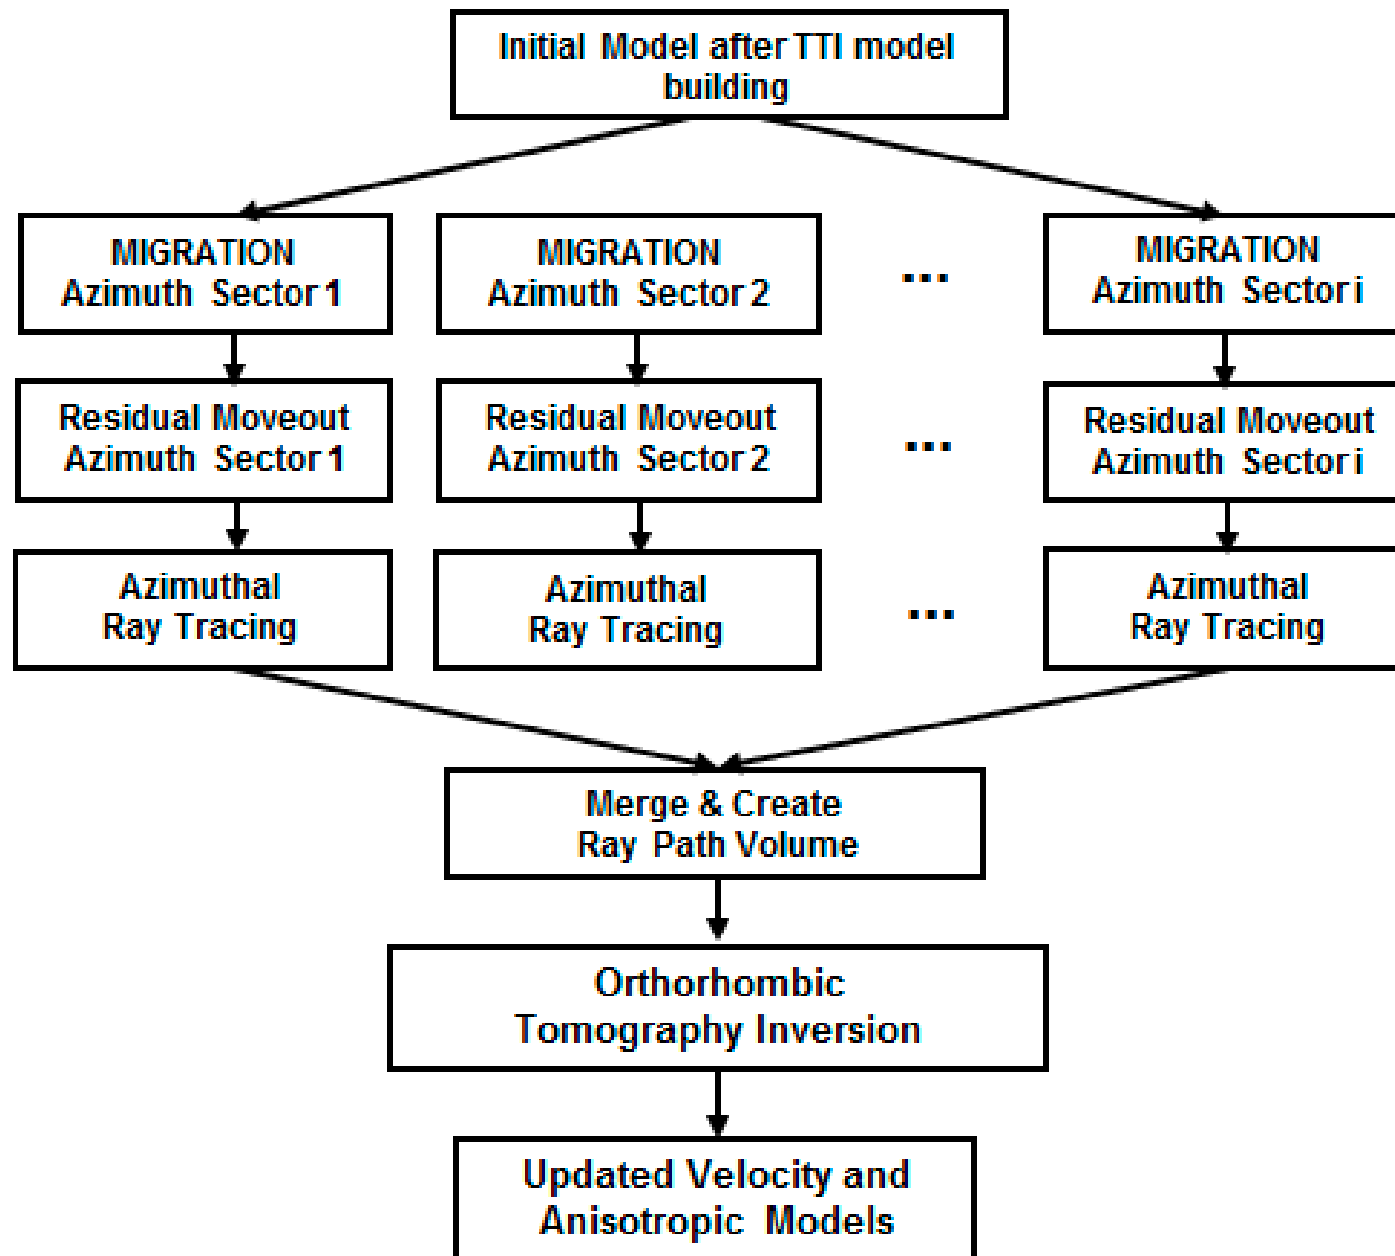 Initial Model after TTI model
building
MIGRATION
Azimuth Sector 1
MIGRATION
Azimuth Sector 2
...
MIGRATION
Azimuth Sector i
Residual Moveout
Azimuth Sector 1
Residual Moveout
Azimuth Sector 2
...
Residual Moveout
Azimuth Sector i
Azimuthal
Ray Tracing
Azimuthal
Ray Tracing
...
Azimuthal
Ray Tracing
Merge & Create
Ray Path Volume
Orthorhombic
Tomography Inversion
Updated Velocity and
Anisotropic Models